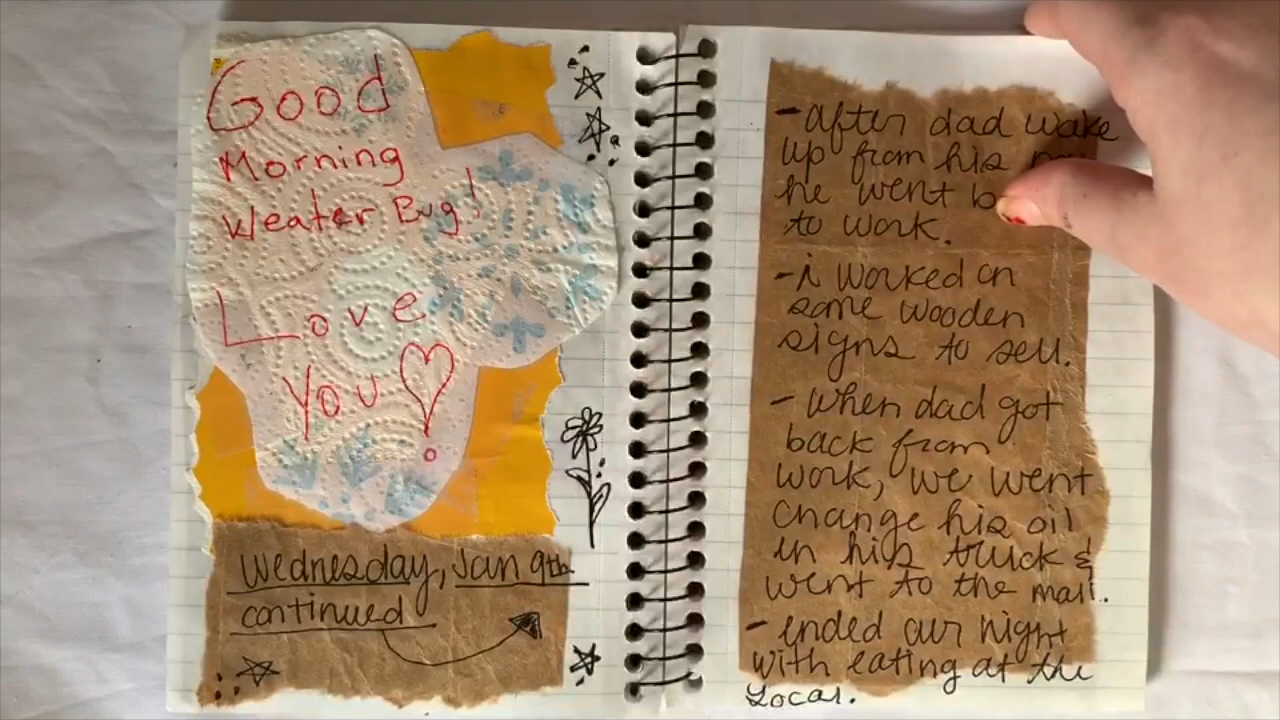 Good
Morning
Weater Bug!
Love
You
Wednesday, Jan 9th
continued
- after dad wake
up from his
he went
to work.
- i worked on
some wooden
signs to sell.
- when dad got
back from
work, we went
change his oil
in his truck &
went to the mall.
- ended our night
with eating at the
Local.